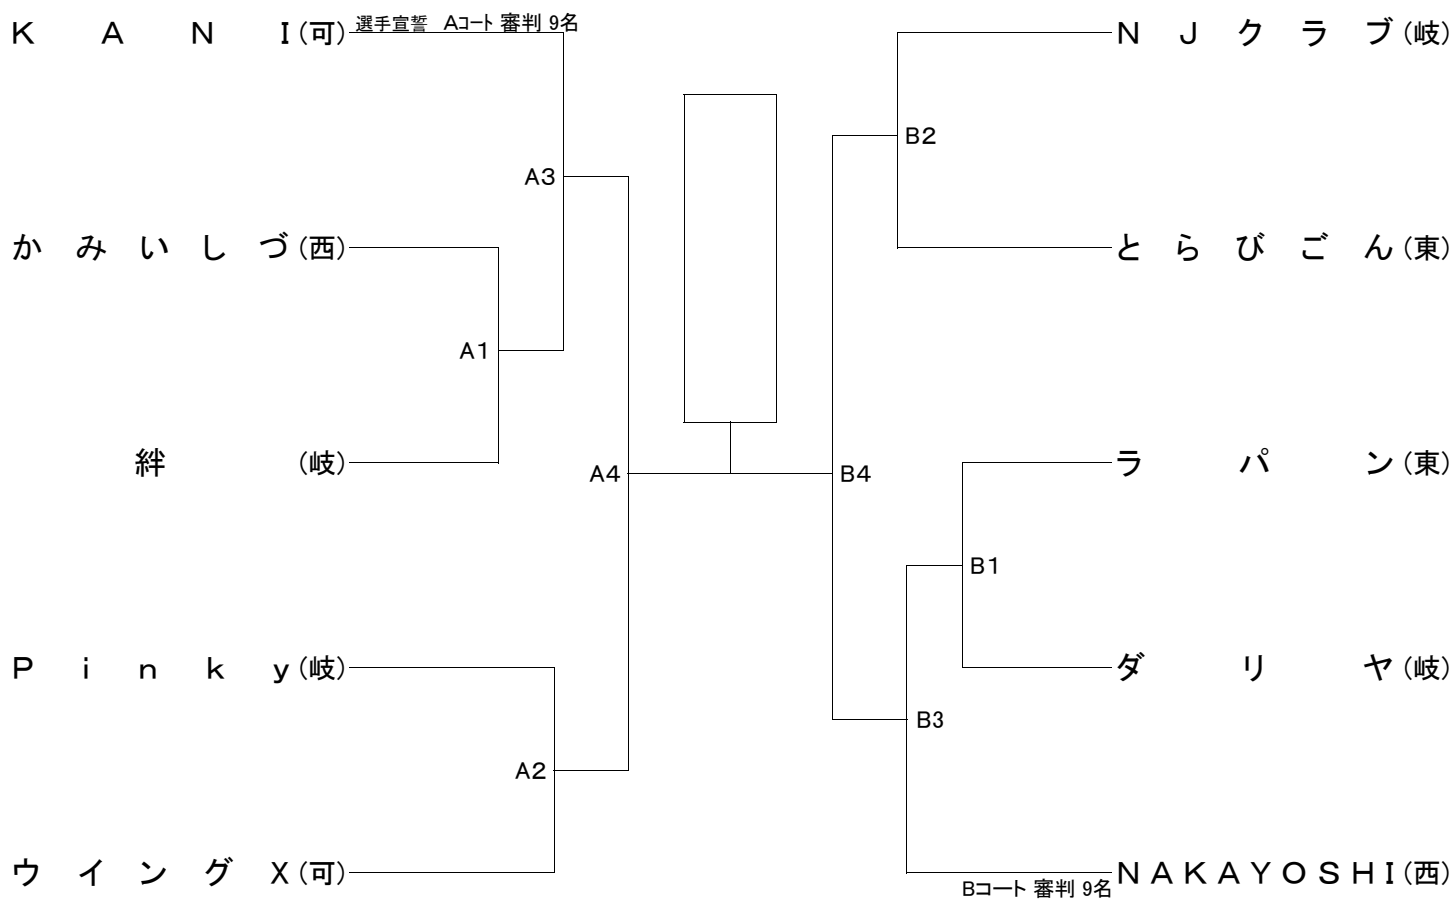 KANI(可) 選手宣誓 Aコート 審判 9名
NJクラブ(岐)
B2
A3
かみいしづ(西)
とらびごん(東)
A1
絆(岐)
ラパン(東)
A4
B4
B1
Pinky(岐)
ダリヤ(岐)
B3
A2
ウイングX(可)
Bコート 審判 9名 NAKAYOSHI(西)